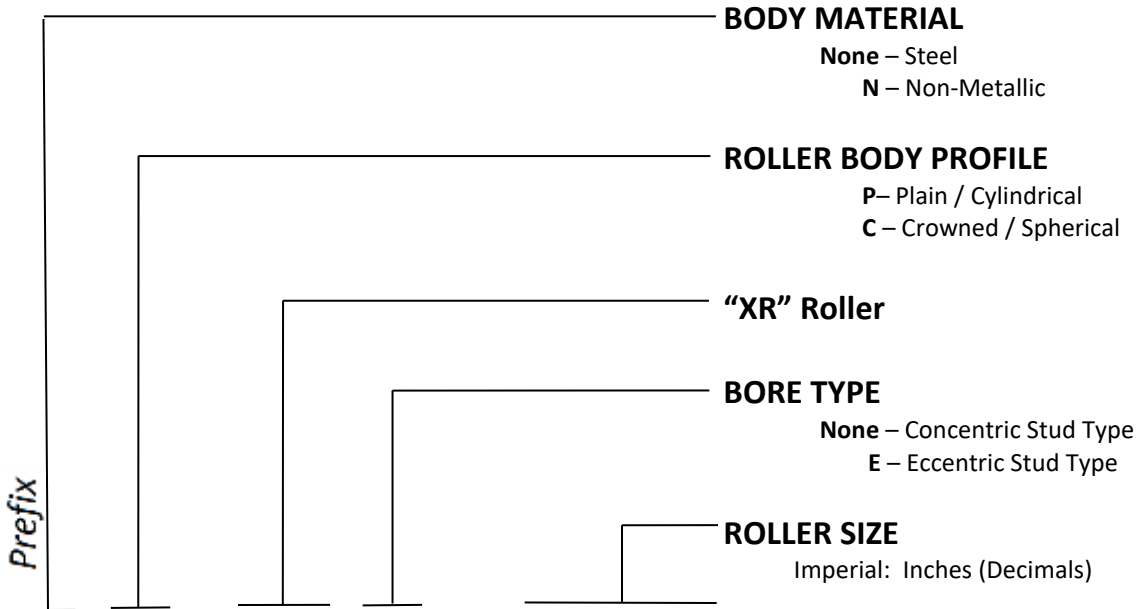 BODY MATERIAL
None – Steel
N – Non-Metallic
ROLLER BODY PROFILE
P– Plain / Cylindrical
C – Crowned / Spherical
“XR” Roller
BORE TYPE
None – Concentric Stud Type
E – Eccentric Stud Type
Prefix
ROLLER SIZE
Imperial: Inches (Decimals)